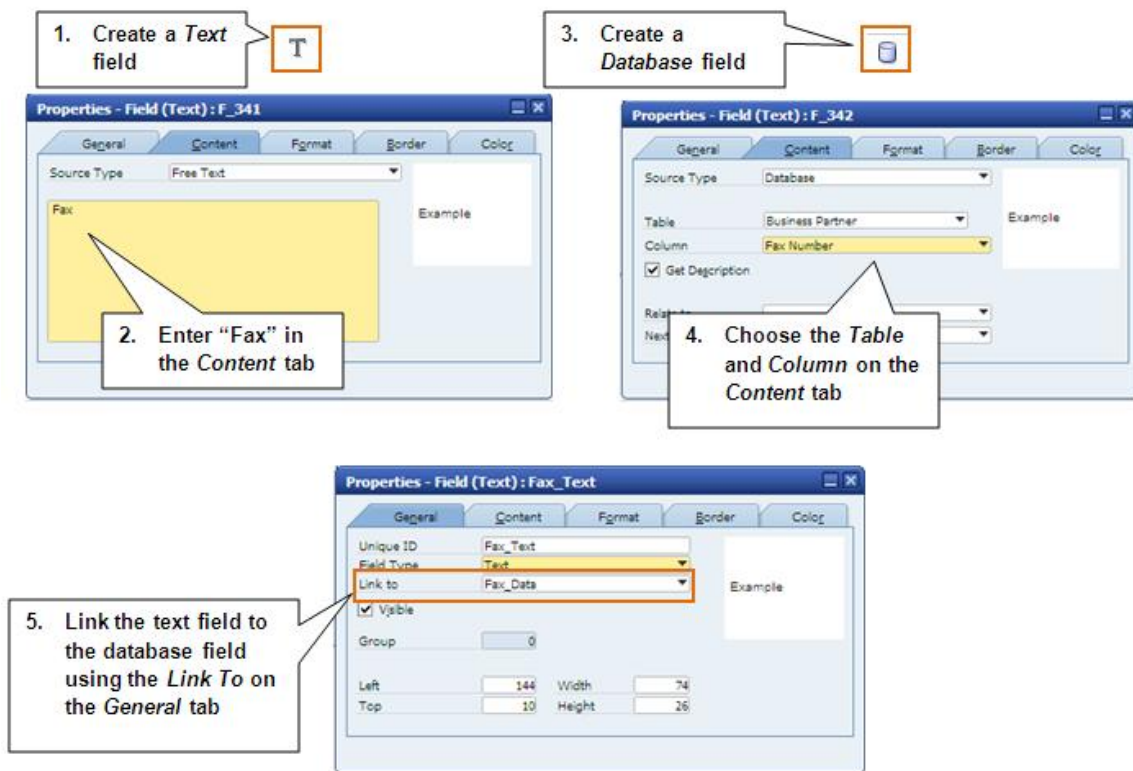 1. Create a Text
field
T
3. Create a
Database field
Properties - Field (Text) : F_341
General Content Format Border Color
Source Type Free Text
Fax
Example
2. Enter “Fax” in
the Content tab
Properties - Field (Text) : F_342
General Content Format Border Color
Source Type Database
Table Business Partner
Example
Column Fax Number
Get Description
4. Choose the Table
and Column on the
Content tab
Properties - Field (Text) : Fax_Text
General Content Format Border Color
Unique ID Fax_Text
Field Type Text
Link to Fax_Data
Example
Visible
Group 0
Left 144 Width 74
Top 10 Height 26
5. Link the text field to
the database field
using the Link To on
the General tab